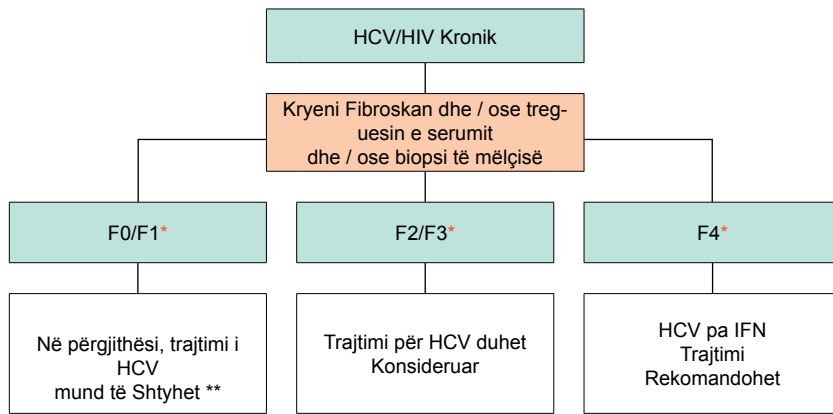 HCV/HIV Kronik
Kryeni Fibroskan dhe / ose treg-
uesin e serumit
dhe / ose biopsi të mëlçisë
F0/F1*
F2/F3*
F4*
Në përgjithësi, trajtimi i
HCV
mund të Shtyhet **
Trajtimi për HCV duhet
Konsideruar
HCV pa IFN
Trajtimi
Rekomandohet